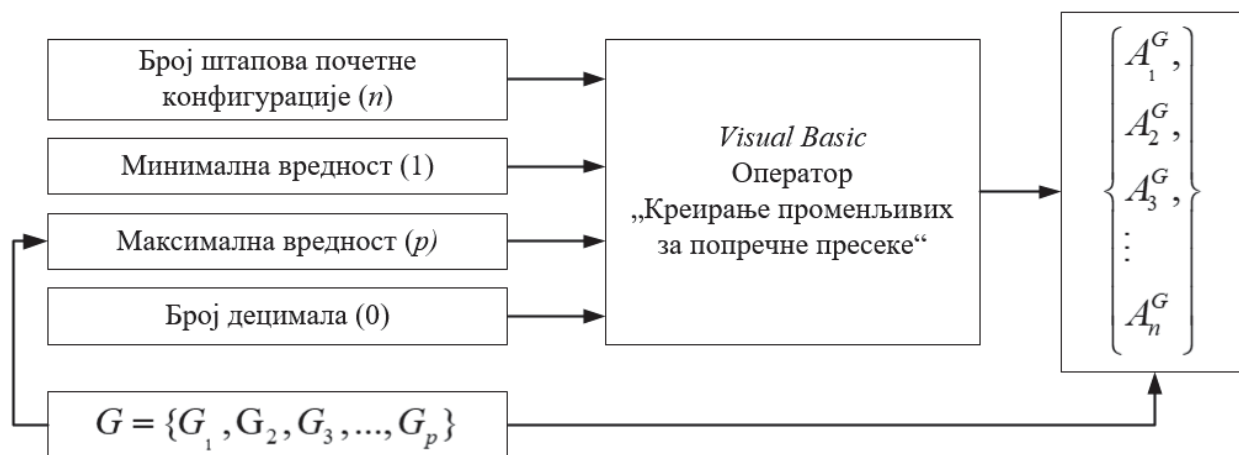 Број штапова почетне
конфигурације (n)
Минимална вредност (1)
Максимална вредност (p)
Број децимала (0)
G = {G₁, G₂, G₃, ..., Gₚ}
Visual Basic
Оператор
„Креирање променљивих
за попречне пресеке“
A₁ᴳ,
A₂ᴳ,
A₃ᴳ,
⋮
Aₙᴳ